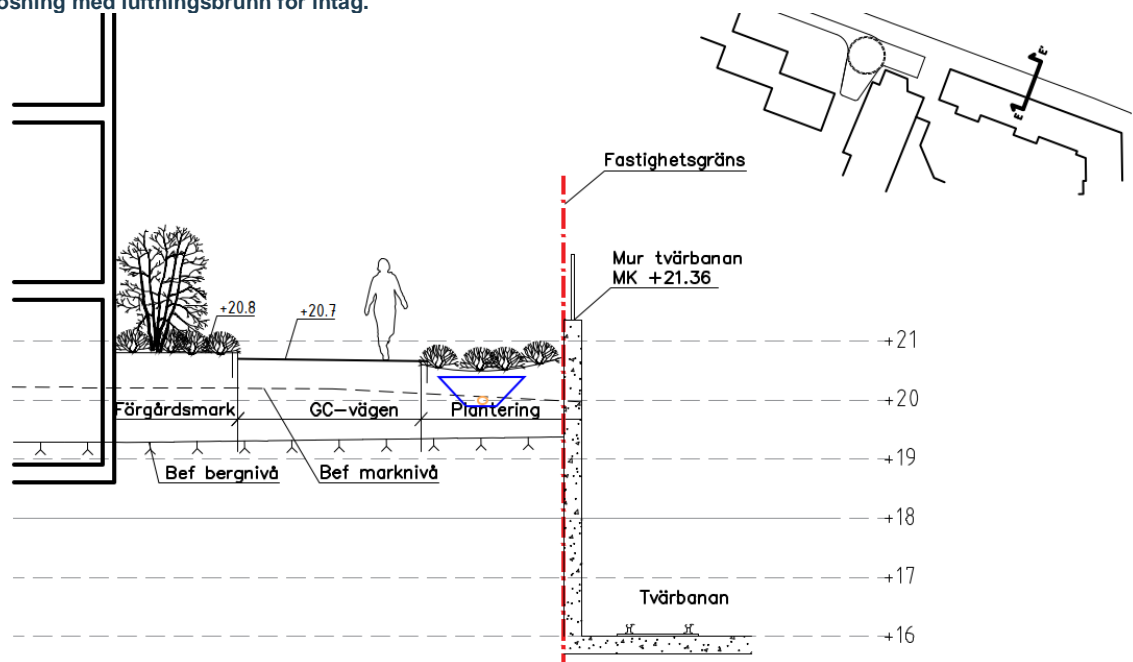 ösning med luftningsbrunn för intag.
E
E
Fastighetsgräns
Mur tvärbanan
MK +21.36
+20.8
+20.7
+21
+20
Förgårdsmark
GC-vägen
Plantering
+19
Bef bergnivå
Bef marknivå
+18
+17
Tvärbanan
+16